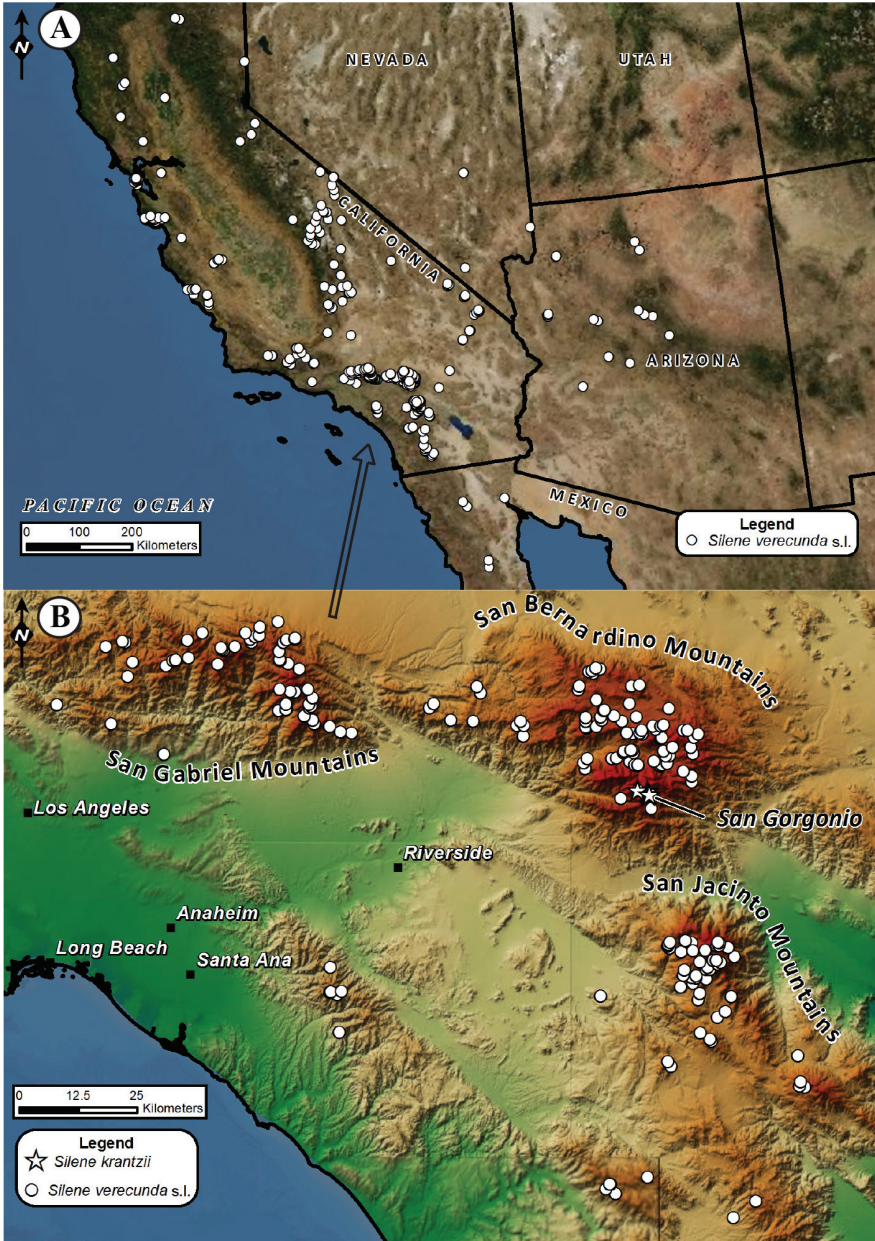 A
N
NEVADA
UTAH
CALIFORNIA
ARIZONA
MEXICO
PACIFIC OCEAN
0 100 200
Kilometers
Legend
Silene verecunda s.l.
B
N
San Bernardino Mountains
San Gabriel Mountains
Los Angeles
San Gorgonio
Riverside
San Jacinto Mountains
Anaheim
Long Beach
Santa Ana
0 12.5 25
Kilometers
Legend
Silene krantzii
Silene verecunda s.l.